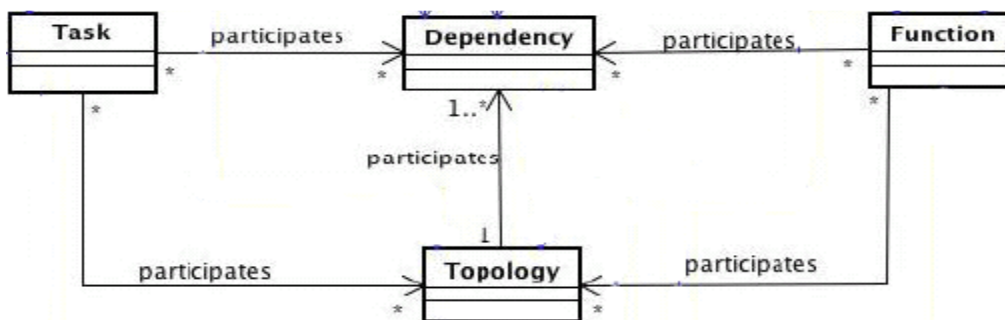 Task
participates
Dependency
participates
Function
*
*
*
*
*
1..*
*
participates
1
participates
Topology
participates
*
*